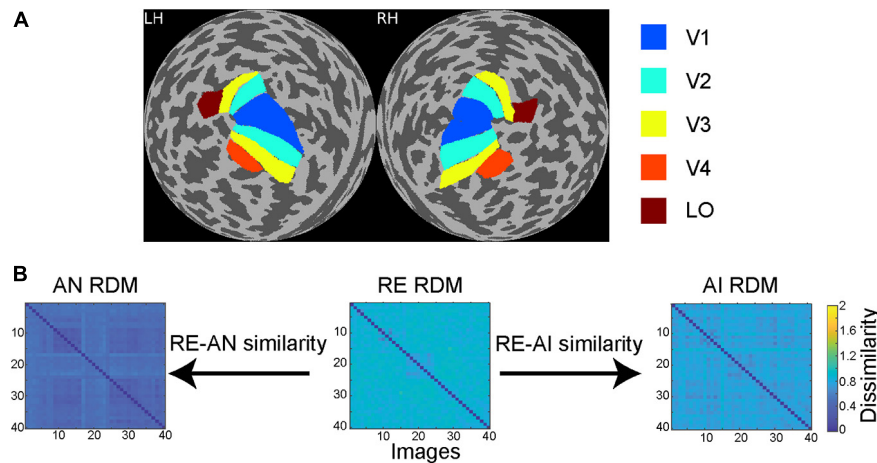 A
LH
RH
V1
V2
V3
V4
LO
B
AN RDM
RE RDM
AI RDM
RE-AN similarity
RE-AI similarity
10
20
30
40
10 20 30 40
10
20
30
40
10 20 30 40
Images
10
20
30
40
10 20 30 40
2
1.6
1.2
0.8
0.4
0
Dissimilarity